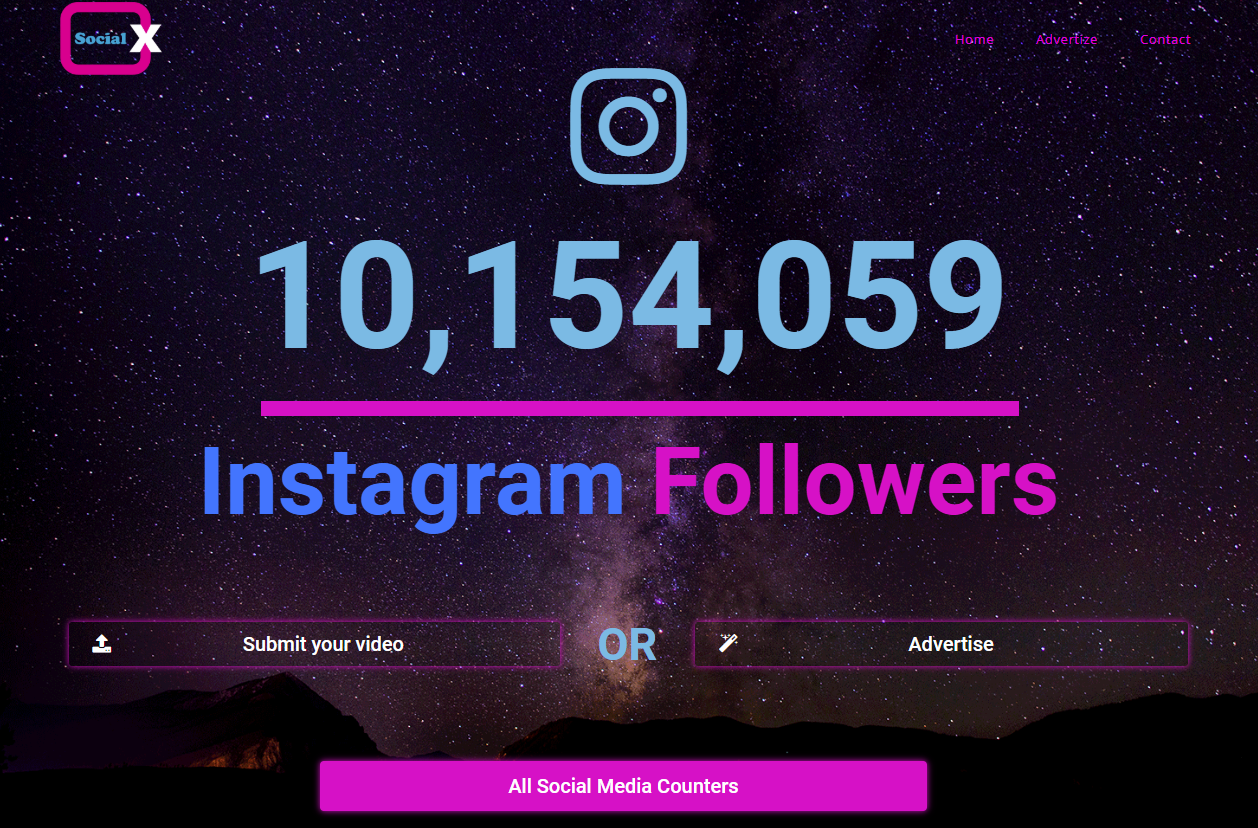 Social X
Home Advertize Contact
10,154,059
Instagram Followers
Submit your video OR Advertise
All Social Media Counters